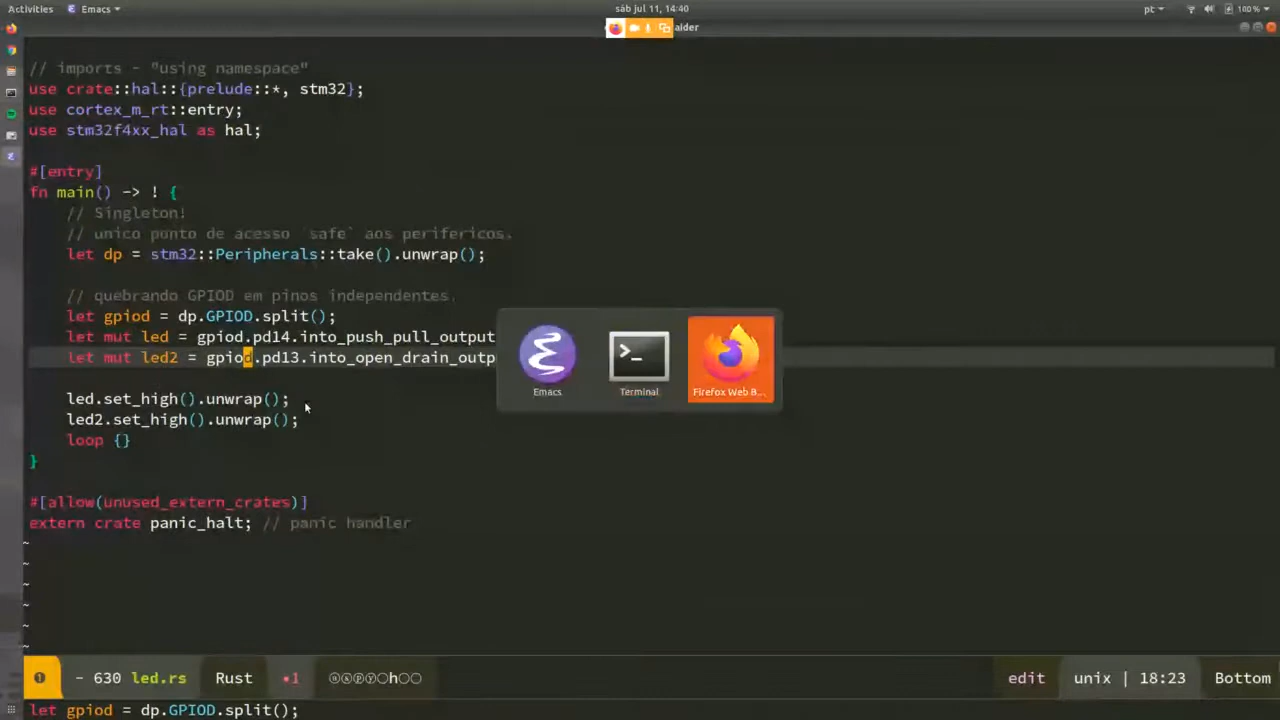 Activities Emacs sáb jul 11, 14:40 pt 100 %
alder
// imports - "using namespace"
use crate::hal::{prelude::*, stm32};
use cortex_m_rt::entry;
use stm32f4xx_hal as hal;
#[entry]
fn main() -> ! {
// Singleton!
// unico ponto de acesso `safe` aos perifericos.
let dp = stm32::Peripherals::take().unwrap();
// quebrando GPIOD em pinos independentes.
let gpiod = dp.GPIOD.split();
let mut led = gpiod.pd14.into_push_pull_output
let mut led2 = gpiod.pd13.into_open_drain_outp
Emacs Terminal Firefox Web B...
led.set_high().unwrap();
led2.set_high().unwrap();
loop {}
}
#[allow(unused_extern_crates)]
extern crate panic_halt; // panic handler
~
~
~
~
~
~
- 630 led.rs Rust •1 edit unix | 18:23 Bottom
let gpiod = dp.GPIOD.split();